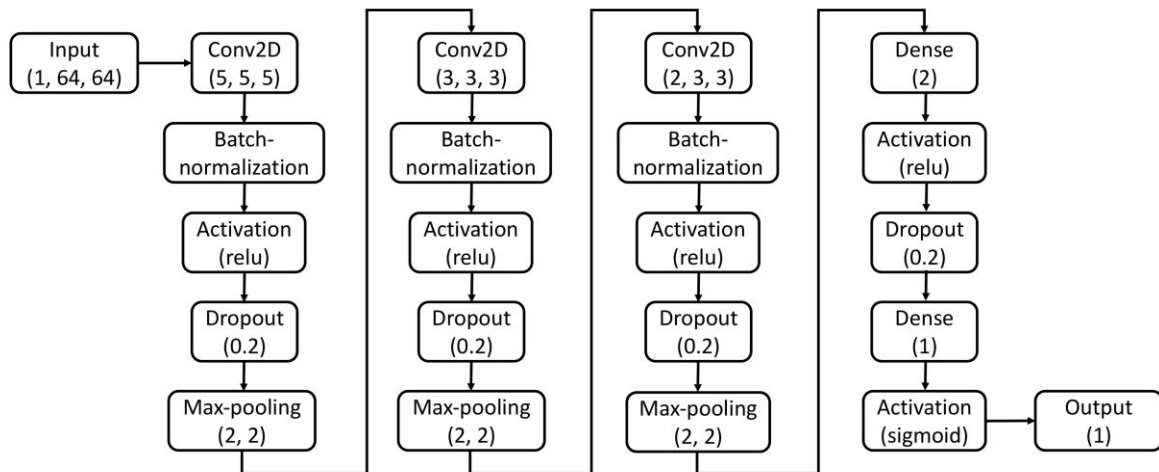 Input
(1, 64, 64)
Conv2D
(5, 5, 5)
Batch-
normalization
Activation
(relu)
Dropout
(0.2)
Max-pooling
(2, 2)
Conv2D
(3, 3, 3)
Batch-
normalization
Activation
(relu)
Dropout
(0.2)
Max-pooling
(2, 2)
Conv2D
(2, 3, 3)
Batch-
normalization
Activation
(relu)
Dropout
(0.2)
Max-pooling
(2, 2)
Dense
(2)
Activation
(relu)
Dropout
(0.2)
Dense
(1)
Activation
(sigmoid)
Output
(1)